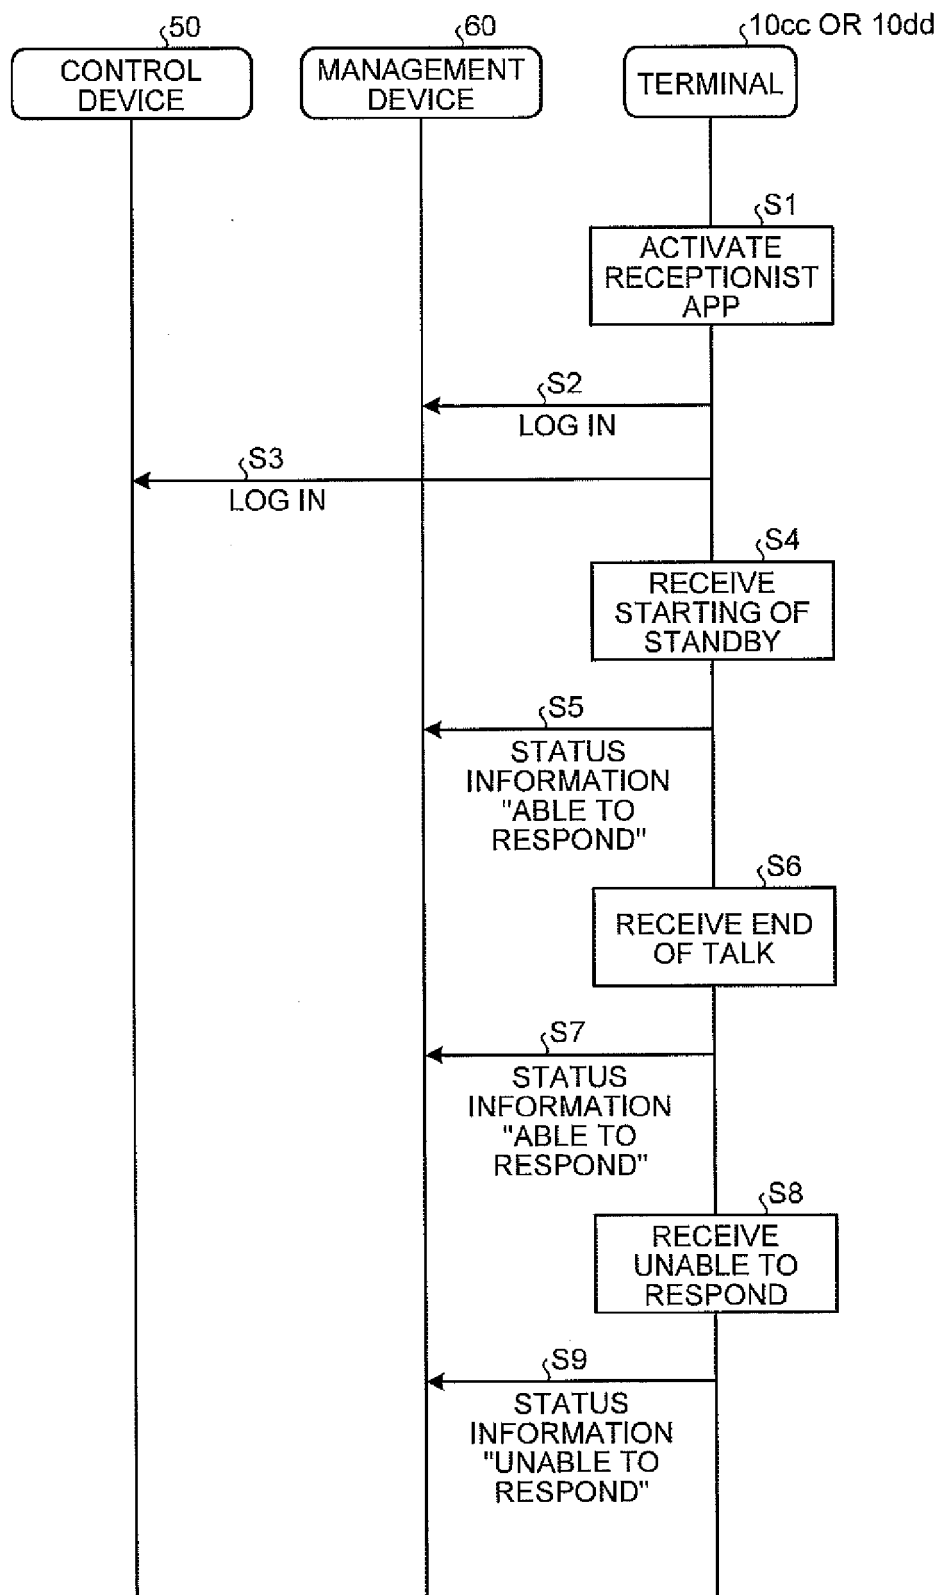 50
60
10cc OR 10dd
CONTROL
DEVICE
MANAGEMENT
DEVICE
TERMINAL
S1
ACTIVATE
RECEPTIONIST
APP
S2
LOG IN
S3
LOG IN
S4
RECEIVE
STARTING OF
STANDBY
S5
STATUS
INFORMATION
"ABLE TO
RESPOND"
S6
RECEIVE END
OF TALK
S7
STATUS
INFORMATION
"ABLE TO
RESPOND"
S8
RECEIVE
UNABLE TO
RESPOND
S9
STATUS
INFORMATION
"UNABLE TO
RESPOND"